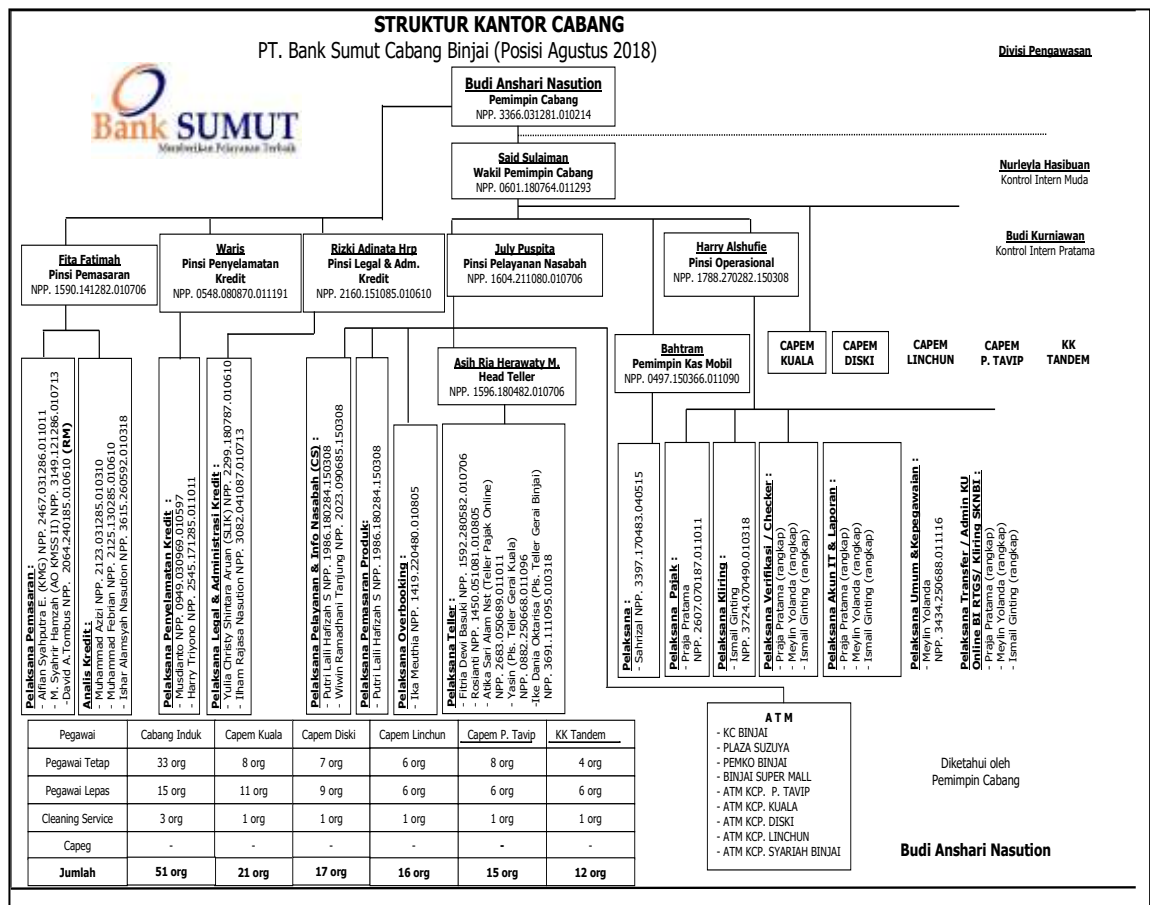 STRUKTUR KANTOR CABANG
PT. Bank Sumut Cabang Binjai (Posisi Agustus 2018)
Divisi Pengawasan
Bank SUMUT
Memberikan Pelayanan Terbaik
Budi Anshari Nasution
Pemimpin Cabang
NPP. 3366.031281.010214
Said Sulaiman
Wakil Pemimpin Cabang
NPP. 0601.180764.011293
Nurleyla Hasibuan
Kontrol Intern Muda
Budi Kurniawan
Kontrol Intern Pratama
Fita Fatimah
Pinsi Pemasaran
NPP. 1590.141282.010706
Waris
Pinsi Penyelamatan
Kredit
NPP. 0548.080870.011191
Rizki Adinata Hrp
Pinsi Legal & Adm.
Kredit
NPP. 2160.151085.010610
July Puspita
Pinsi Pelayanan Nasabah
NPP. 1604.211080.010706
Harry Alshufie
Pinsi Operasional
NPP. 1788.270282.150308
Asih Ria Herawaty M.
Head Teller
NPP. 1596.180482.010706
Bahtram
Pemimpin Kas Mobil
NPP. 0497.150366.011090
CAPEM
KUALA
CAPEM
DISKI
CAPEM
LINCHUN
CAPEM
P. TAVIP
KK
TANDEM
Pelaksana Pemasaran :
- Alfian Syahputra E. (KMG) NPP. 2467.031286.011011
- M. Syahrir Hamzah (AO KMSS II) NPP. 3149.121286.010713
-David A.Tombus NPP. 2064.240185.010610 (RM)
Analis Kredit :
- Muhammad Azizi NPP. 2123.031285.010310
- Muhammad Febrian NPP. 2125.130285.010610
- Ishar Alamsyah Nasution NPP. 3615.260592.010318
Pelaksana Penyelamatan Kredit :
- Musdianto NPP. 0949.030969.010597
- Harry Triyono NPP. 2545.171285.011011
Pelaksana Legal & Administrasi Kredit :
- Yulia Christy Shintara Aruan (SLIK) NPP. 2299.180787.010610
- Ilham Rajasa Nasution NPP. 3082.041087.010713
Pelaksana Pelayanan & Info Nasabah (CS) :
- Putri Laili Hafizah S NPP. 1986.180284.150308
- Wiwin Ramadhani Tanjung NPP. 2023.090685.150308
Pelaksana Pemasaran Produk:
- Putri Laili Hafizah S NPP. 1986.180284.150308
Pelaksana Overbooking :
- Ika Meuthia NPP. 1419.220480.010805
Pelaksana Teller :
- Fitria Dewi Basuki NPP. 1592.280582.010706
- Rosianti NPP. 1450.051081.010805
- Atika Sari Alam Nst (Teller Pajak Online)
NPP. 2683.050689.011011
- Yasin (Pls. Teller Gerai Kuala)
NPP. 0882.250668.011096
-Ike Dania Oktarisa (Pls. Teller Gerai Binjai)
NPP. 3691.111095.010318
Pelaksana :
- Sahrizal NPP. 3397.170483.040515
Pelaksana Pajak :
- Praja Pratama
NPP. 2607.070187.011011
Pelaksana Kliring :
- Ismail Ginting
NPP. 3724.070490.010318
Pelaksana Verifikasi / Checker :
- Praja Pratama (rangkap)
- Meylin Yolanda (rangkap)
- Ismail Ginting (rangkap)
Pelaksana Akun IT & Laporan :
- Praja Pratama (rangkap)
- Meylin Yolanda (rangkap)
- Ismail Ginting (rangkap)
Pelaksana Umum &Kepegawaian :
- Meylin Yolanda
NPP. 3434.250688.011116
Pelaksana Transfer / Admin KU
Online BI RTGS/ Kliring SKNBI :
- Praja Pratama (rangkap)
- Meylin Yolanda (rangkap)
- Ismail Ginting (rangkap)
Pegawai Cabang Induk Capem Kuala Capem Diski Capem Linchun Capem P. Tavip KK Tandem
Pegawai Tetap 33 org 8 org 7 org 6 org 8 org 4 org
Pegawai Lepas 15 org 11 org 9 org 6 org 6 org 6 org
Cleaning Service 3 org 1 org 1 org 1 org 1 org 1 org
Capeg - - - - - -
Jumlah 51 org 21 org 17 org 16 org 15 org 12 org
A T M
- KC BINJAI
- PLAZA SUZUYA
- PEMKO BINJAI
- BINJAI SUPER MALL
- ATM KCP. P. TAVIP
- ATM KCP. KUALA
- ATM KCP. DISKI
- ATM KCP. LINCHUN
- ATM KCP. SYARIAH BINJAI
Diketahui oleh
Pemimpin Cabang
Budi Anshari Nasution